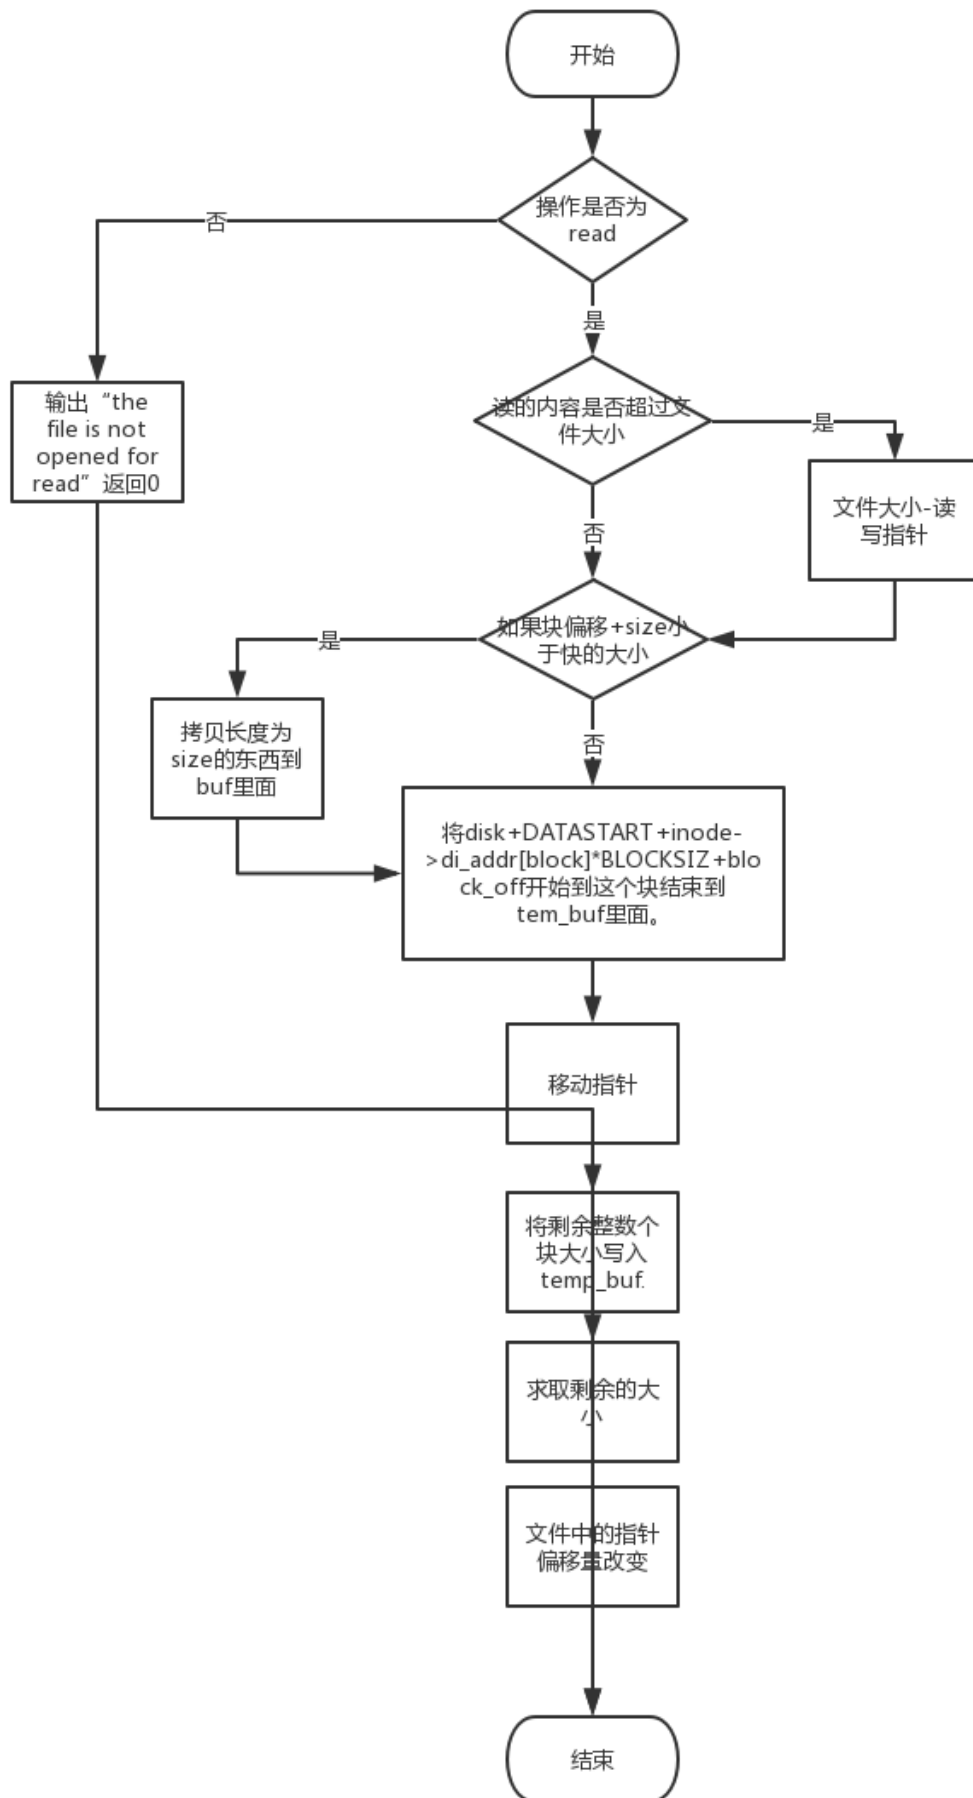 开始
操作是否为
read
否
是
输出“the
file is not
opened for
read”返回0
读的内容是否超过文
件大小
是
文件大小-读
写指针
否
如果块偏移+size小
于快的大小
是
拷贝长度为
size的东西到
buf里面
否
将disk+DATASTART+inode-
>di_addr[block]*BLOCKSIZ+blo
ck_off开始到这个块结束到
tem_buf里面。
移动指针
将剩余整数个
块大小写入
temp_buf.
求取剩余的大
小
文件中的指针
偏移量改变
结束